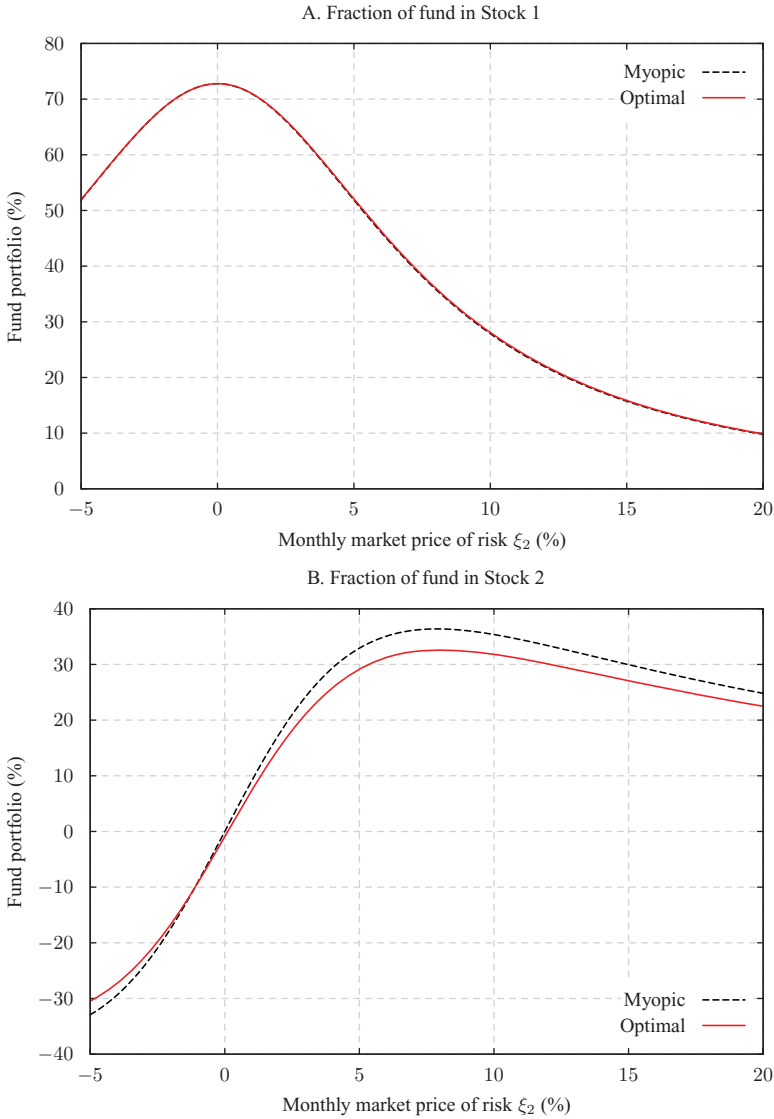 A. Fraction of fund in Stock 1
80
70
60
50
40
30
20
10
0
Fund portfolio (%)
Myopic
Optimal
−5 0 5 10 15 20
Monthly market price of risk ξ₂ (%)
B. Fraction of fund in Stock 2
40
30
20
10
0
−10
−20
−30
−40
Fund portfolio (%)
Myopic
Optimal
−5 0 5 10 15 20
Monthly market price of risk ξ₂ (%)